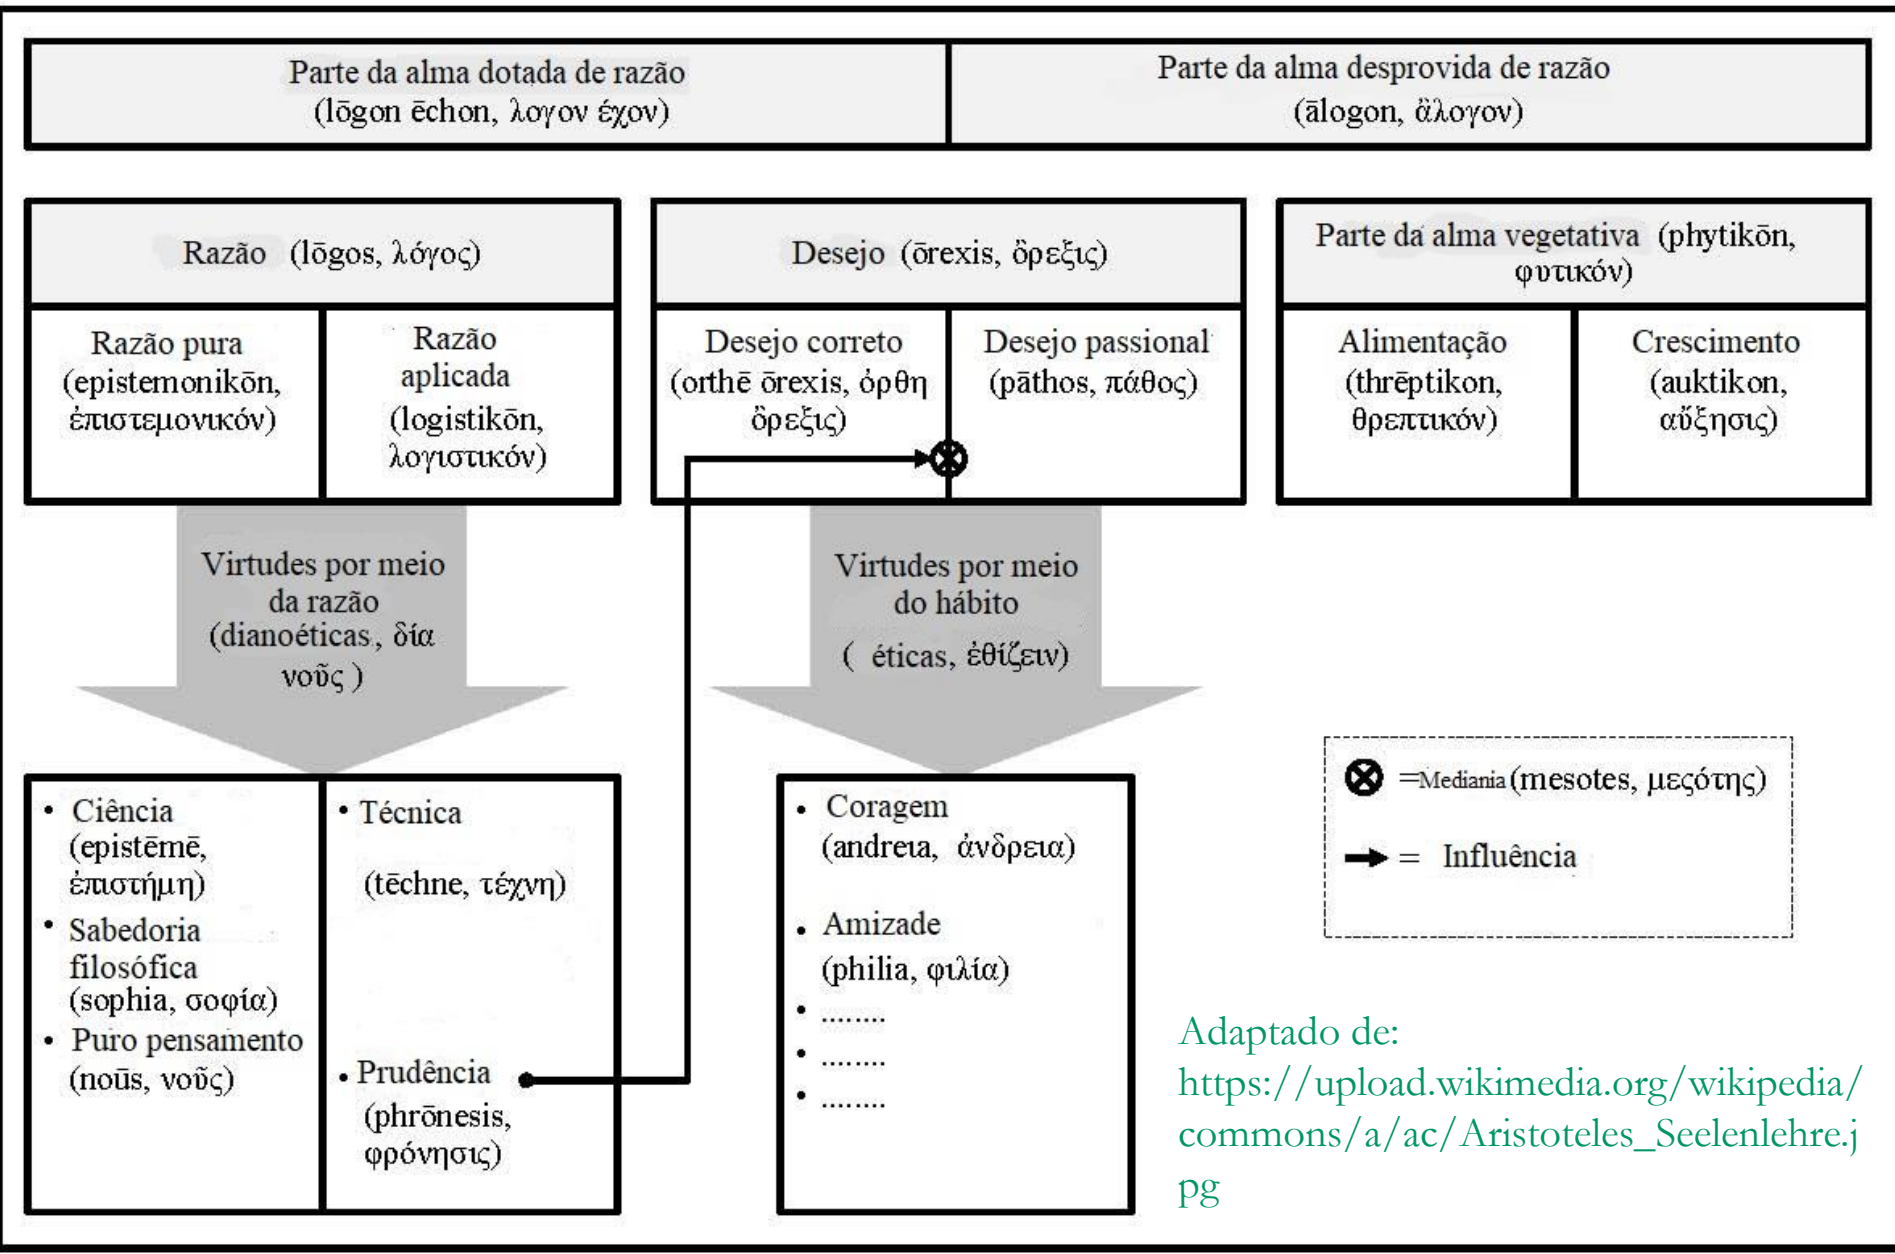 Parte da alma dotada de razão
(lōgon ēchon, λογον έχον)
Parte da alma desprovida de razão
(ālogon, ἂλογον)
Razão (lōgos, λόγος)
Razão pura
(epistemonikōn,
ἐπιστεμονικόν)
Razão
aplicada
(logistikōn,
λογιστικόν)
Desejo (ōrexis, ὂρεξις)
Desejo correto
(orthē ōrexis, ὀρθη
ὂρεξις)
Desejo passional
(pāthos, πάθος)
Parte da alma vegetativa (phytikōn,
φυτικόν)
Alimentação
(thrēptikon,
θρεπτικόν)
Crescimento
(auktikon,
αὔξησις)
Virtudes por meio
da razão
(dianoéticas, δία
νοῦς )
Virtudes por meio
do hábito
( éticas, ἐθίζειν)
• Ciência
(epistēmē,
ἐπιστήμη)
• Sabedoria
filosófica
(sophia, σοφία)
• Puro pensamento
(noūs, νοῦς)
• Técnica
(tēchne, τέχνη)
• Prudência
(phrōnesis,
φρόνησις)
• Coragem
(andreıa, ἀνδρεια)
• Amizade
(philia, φιλία)
• ........
• ........
• ........
=Mediania (mesotes, μεςότης)
= Influência
Adaptado de:
https://upload.wikimedia.org/wikipedia/
commons/a/ac/Aristoteles_Seelenlehre.j
pg